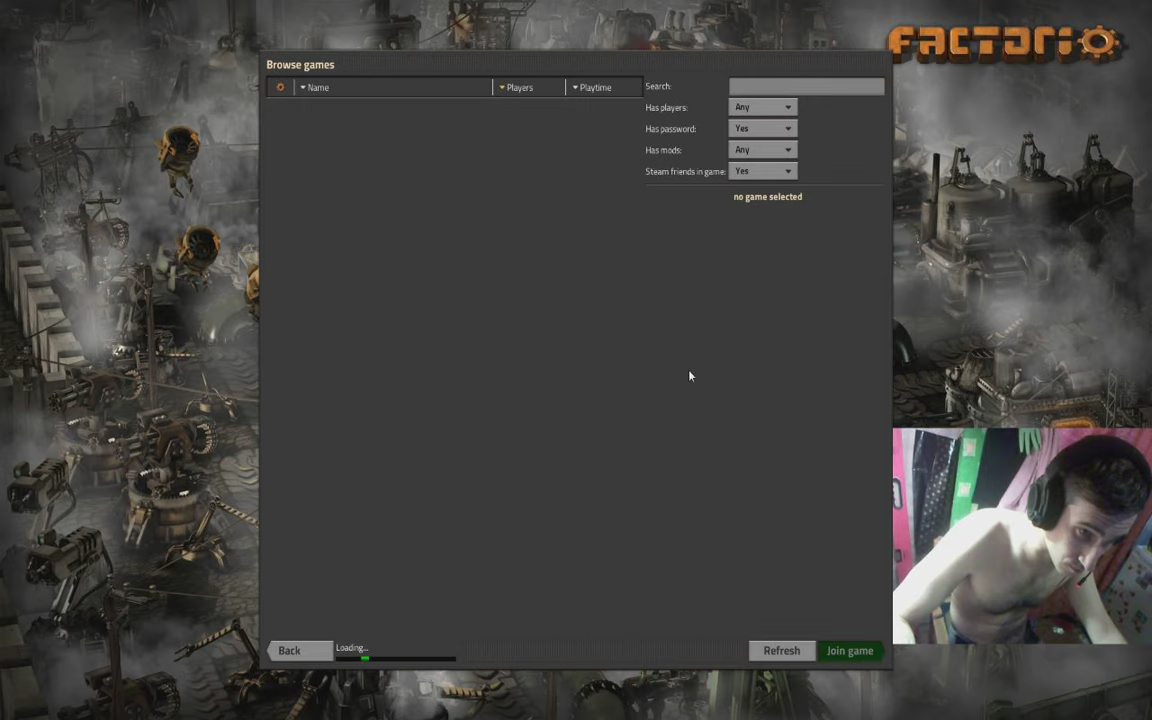 FACTORIO
Browse games
Name Players Playtime
Search:
Has players: Any
Has password: Yes
Has mods: Any
Steam friends in game: Yes
no game selected
Back Loading... Refresh Join game